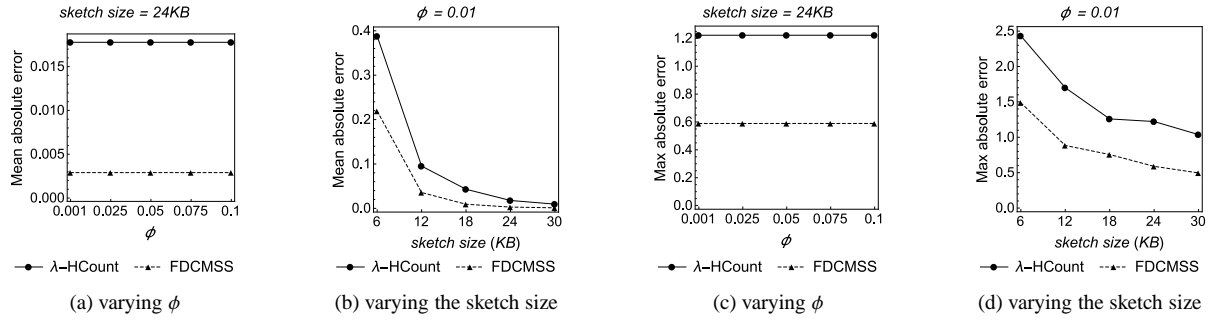 sketch size = 24KB
Mean absolute error
0.015
0.010
0.005
0.000
0.001 0.025 0.05 0.075 0.1
ϕ
λ−HCount FDCMSS
(a) varying ϕ
ϕ = 0.01
Mean absolute error
0.4
0.3
0.2
0.1
0.0
6 12 18 24 30
sketch size (KB)
λ−HCount FDCMSS
(b) varying the sketch size
sketch size = 24KB
Max absolute error
1.2
1.0
0.8
0.6
0.4
0.2
0.0
0.001 0.025 0.05 0.075 0.1
ϕ
λ−HCount FDCMSS
(c) varying ϕ
ϕ = 0.01
Max absolute error
2.5
2.0
1.5
1.0
0.5
0.0
6 12 18 24 30
sketch size (KB)
λ−HCount FDCMSS
(d) varying the sketch size